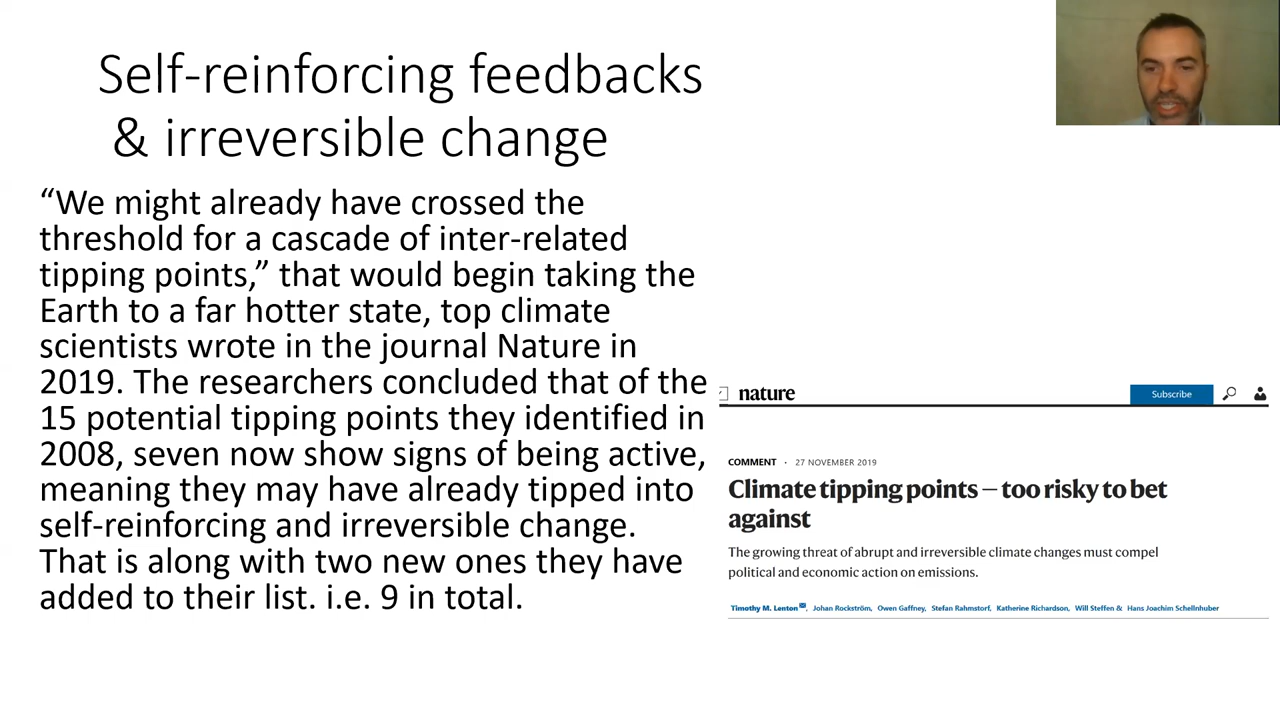 Self-reinforcing feedbacks
& irreversible change
“We might already have crossed the
threshold for a cascade of inter-related
tipping points,” that would begin taking the
Earth to a far hotter state, top climate
scientists wrote in the journal Nature in
2019. The researchers concluded that of the
15 potential tipping points they identified in
2008, seven now show signs of being active,
meaning they may have already tipped into
self-reinforcing and irreversible change.
That is along with two new ones they have
added to their list. i.e. 9 in total.
nature
Subscribe
COMMENT · 27 NOVEMBER 2019
Climate tipping points — too risky to bet
against
The growing threat of abrupt and irreversible climate changes must compel
political and economic action on emissions.
Timothy M. Lenton, Johan Rockström, Owen Gaffney, Stefan Rahmstorf, Katherine Richardson, Will Steffen & Hans Joachim Schellnhuber